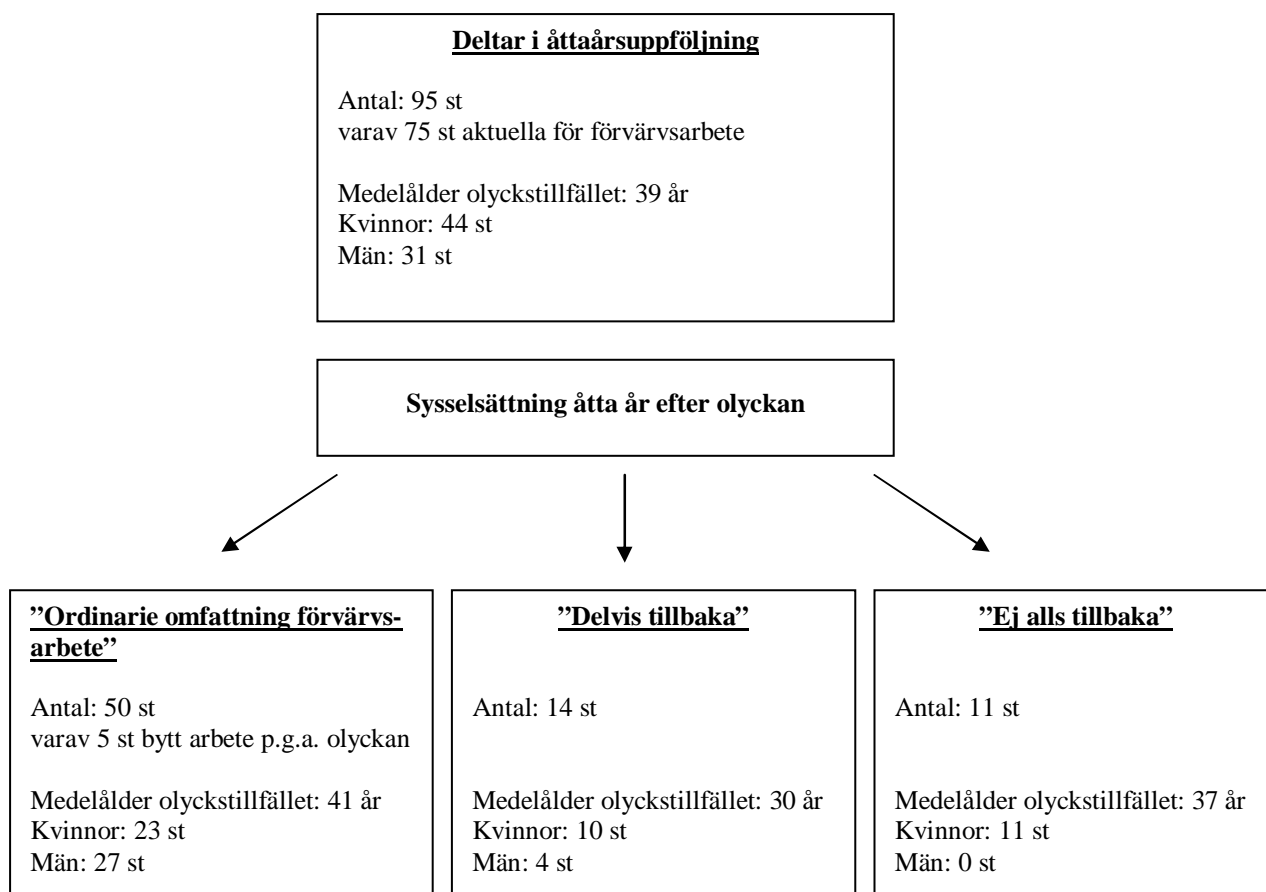 Deltar i åttaårsuppföljning
Antal: 95 st
varav 75 st aktuella för förvärvsarbete
Medelålder olyckstillfället: 39 år
Kvinnor: 44 st
Män: 31 st
Sysselsättning åtta år efter olyckan
”Ordinarie omfattning förvärvs-
arbete”
Antal: 50 st
varav 5 st bytt arbete p.g.a. olyckan
Medelålder olyckstillfället: 41 år
Kvinnor: 23 st
Män: 27 st
”Delvis tillbaka”
Antal: 14 st
Medelålder olyckstillfället: 30 år
Kvinnor: 10 st
Män: 4 st
”Ej alls tillbaka”
Antal: 11 st
Medelålder olyckstillfället: 37 år
Kvinnor: 11 st
Män: 0 st